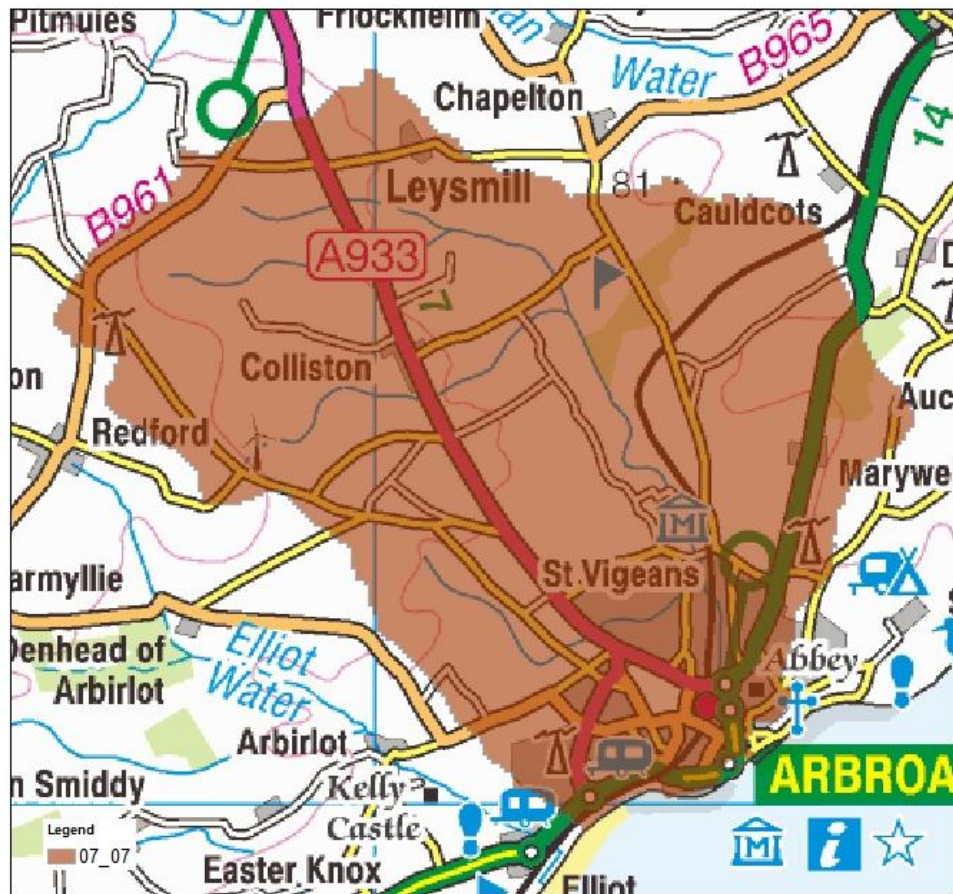 Pitmuies
Friockheim
B965
Water
Chapelton
14
Leysmill
81
B961
Cauldcots
A933
7
Colliston
on
Auc
Redford
Marywe
M
armyllie
St Vigeans
Denhead of
Arbirlot
Elliot
Water
Abbey
Arbirlot
n Smiddy
Kelly
Castle
ARBROA
Legend
07_07
M
i
Easter Knox
Elliot